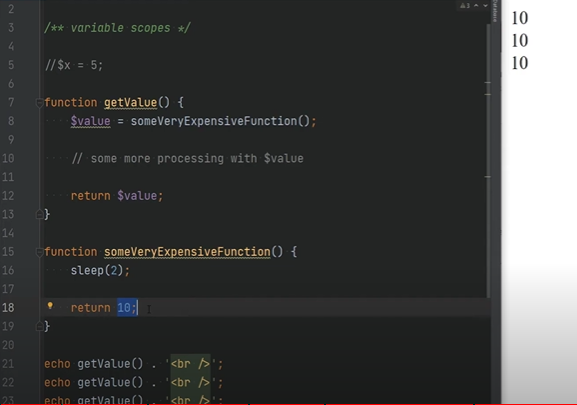 2
3 /** variable scopes */
4
5 //$x = 5;
6
7 function getValue() {
8 $value = someVeryExpensiveFunction();
9
10 // some more processing with $value
11
12 return $value;
13 }
14
15 function someVeryExpensiveFunction() {
16 sleep(2);
17
18 return 10;
19 }
20
21 echo getValue() . '<br />';
22 echo getValue() . '<br />';
23 echo getValue() . '<br />';
10
10
10